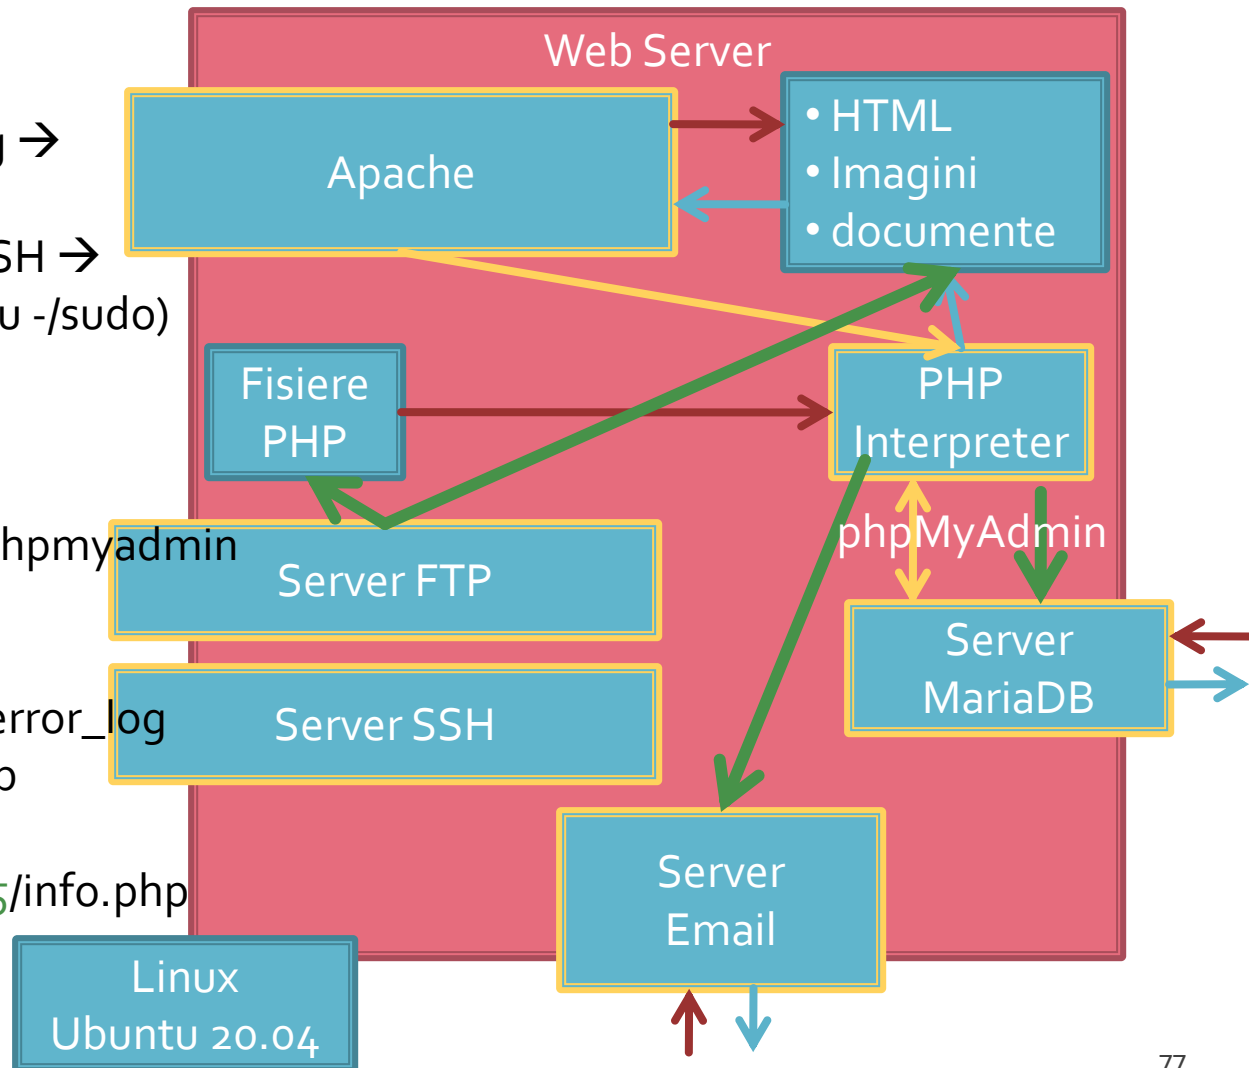 Web Server
Apache
• HTML
• Imagini
• documente
→
SH →
u -/sudo)
Fisiere
PHP
PHP
Interpreter
hpmyadmin
phpMyAdmin
Server FTP
Server
MariaDB
error_log
Server SSH
5/info.php
Server
Email
Linux
Ubuntu 20.04
77